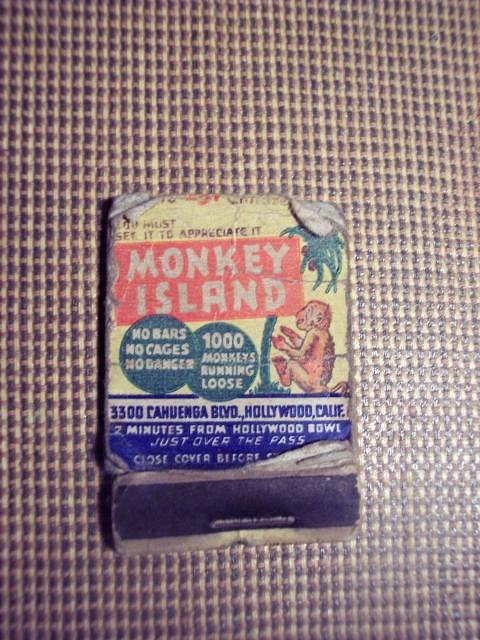 YOU MUST
SEE IT TO APPRECIATE IT
MONKEY
ISLAND
NO BARS
NO CAGES
NO DANGER
1000
MONKEYS
RUNNING
LOOSE
3300 CAHUENGA BLVD., HOLLYWOOD, CALIF.
2 MINUTES FROM HOLLYWOOD BOWL
JUST OVER THE PASS
CLOSE COVER BEFORE